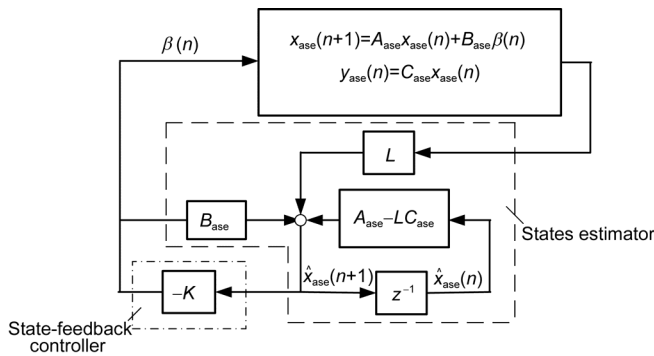 x_ase(n+1)=A_ase x_ase(n)+B_ase β(n)
β(n)
y_ase(n)=C_ase x_ase(n)
L
B_ase
A_ase–LC_ase
States estimator
x̂_ase(n+1)
x̂_ase(n)
–K
z⁻¹
State-feedback
controller